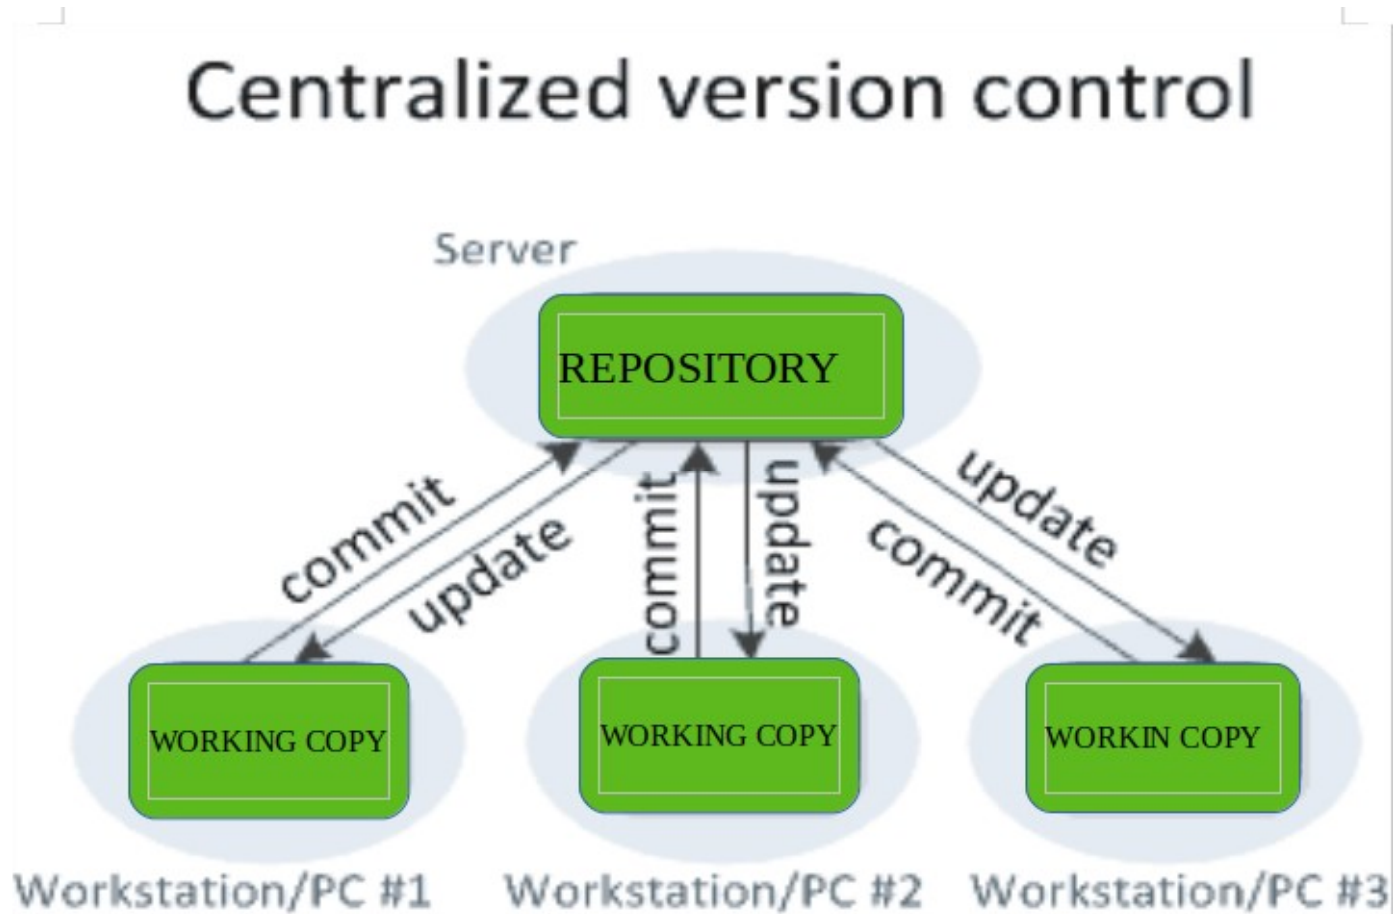 Centralized version control
Server
REPOSITORY
commit
update
commit
update
commit
update
WORKING COPY
WORKING COPY
WORKIN COPY
Workstation/PC #1
Workstation/PC #2
Workstation/PC #3